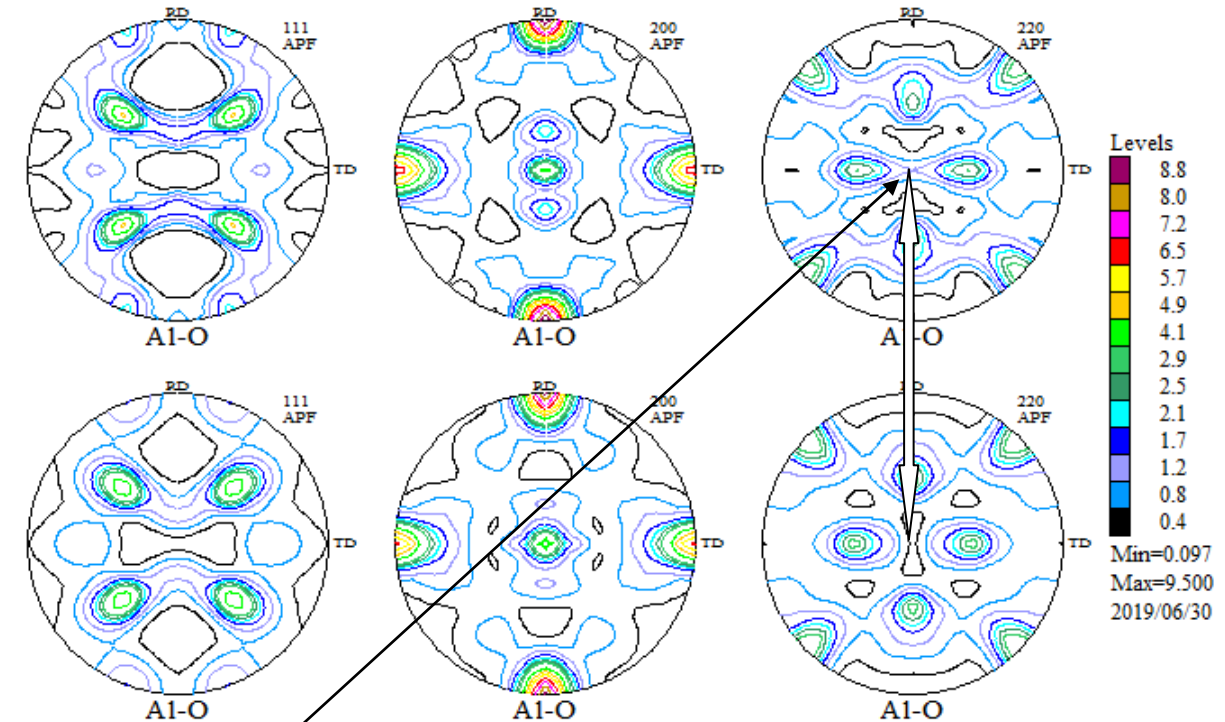 RD
111
APF
TD
A1-O
RD
200
APF
TD
A1-O
RD
220
APF
TD
A1-O
RD
111
APF
TD
A1-O
RD
200
APF
TD
A1-O
RD
220
APF
TD
A1-O
Levels
8.8
8.0
7.2
6.5
5.7
4.9
4.1
2.9
2.5
2.1
1.7
1.2
0.8
0.4
Min=0.097
Max=9.500
2019/06/30